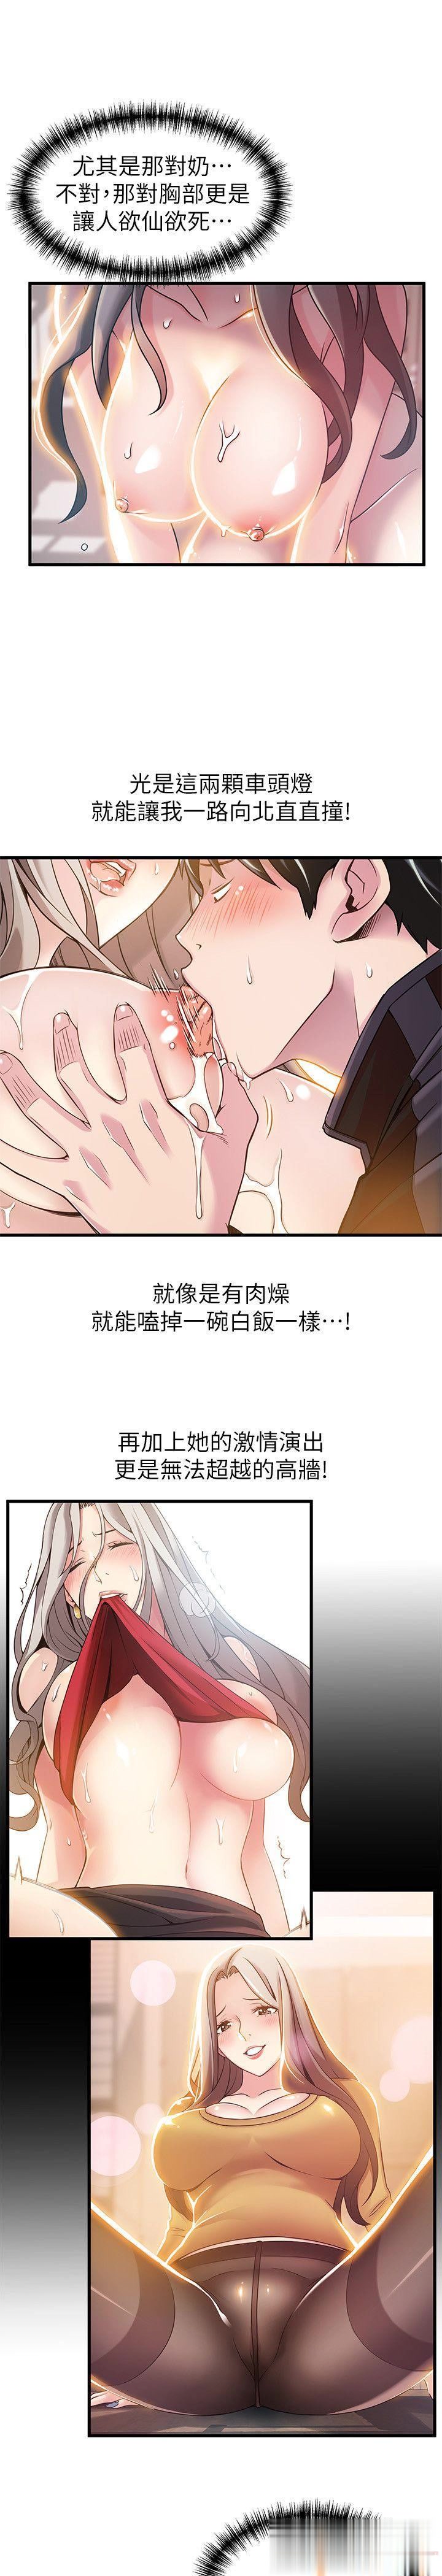 尤其是那對奶…
不對，那對胸部更是
讓人欲仙欲死…
光是這兩顆車頭燈
就能讓我一路向北直直撞！
就像是有肉燥
就能嗑掉一碗白飯一樣…！
再加上她的激情演出
更是無法超越的高牆！